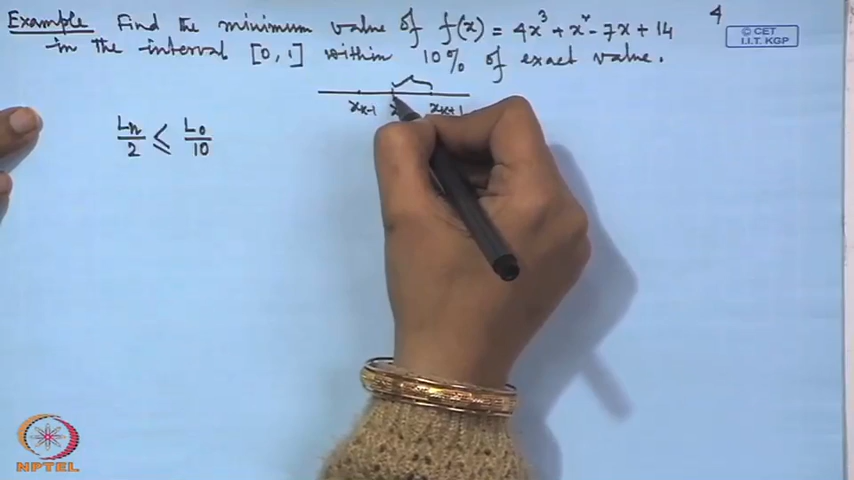 Example Find the minimum value of f(x) = 4x³ + x² - 7x + 14
in the interval [0, 1] within 10% of exact value.
4
© CET
I.I.T. KGP
xₖ₋₁ xₖ₊₁
Lₙ/2 ≤ L₀/10
NPTEL